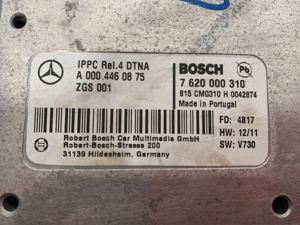 IPPC Rel.4 DTNA
A 000 446 08 75
ZGS 001
BOSCH
Pb
7 620 000 310
Made in Portugal
815 CM0310 H 0042874
FD: 4817
HW: 12/11
SW: V730
Robert Bosch Car Multimedia GmbH
Robert-Bosch-Strasse 200
31139 Hildesheim, Germany